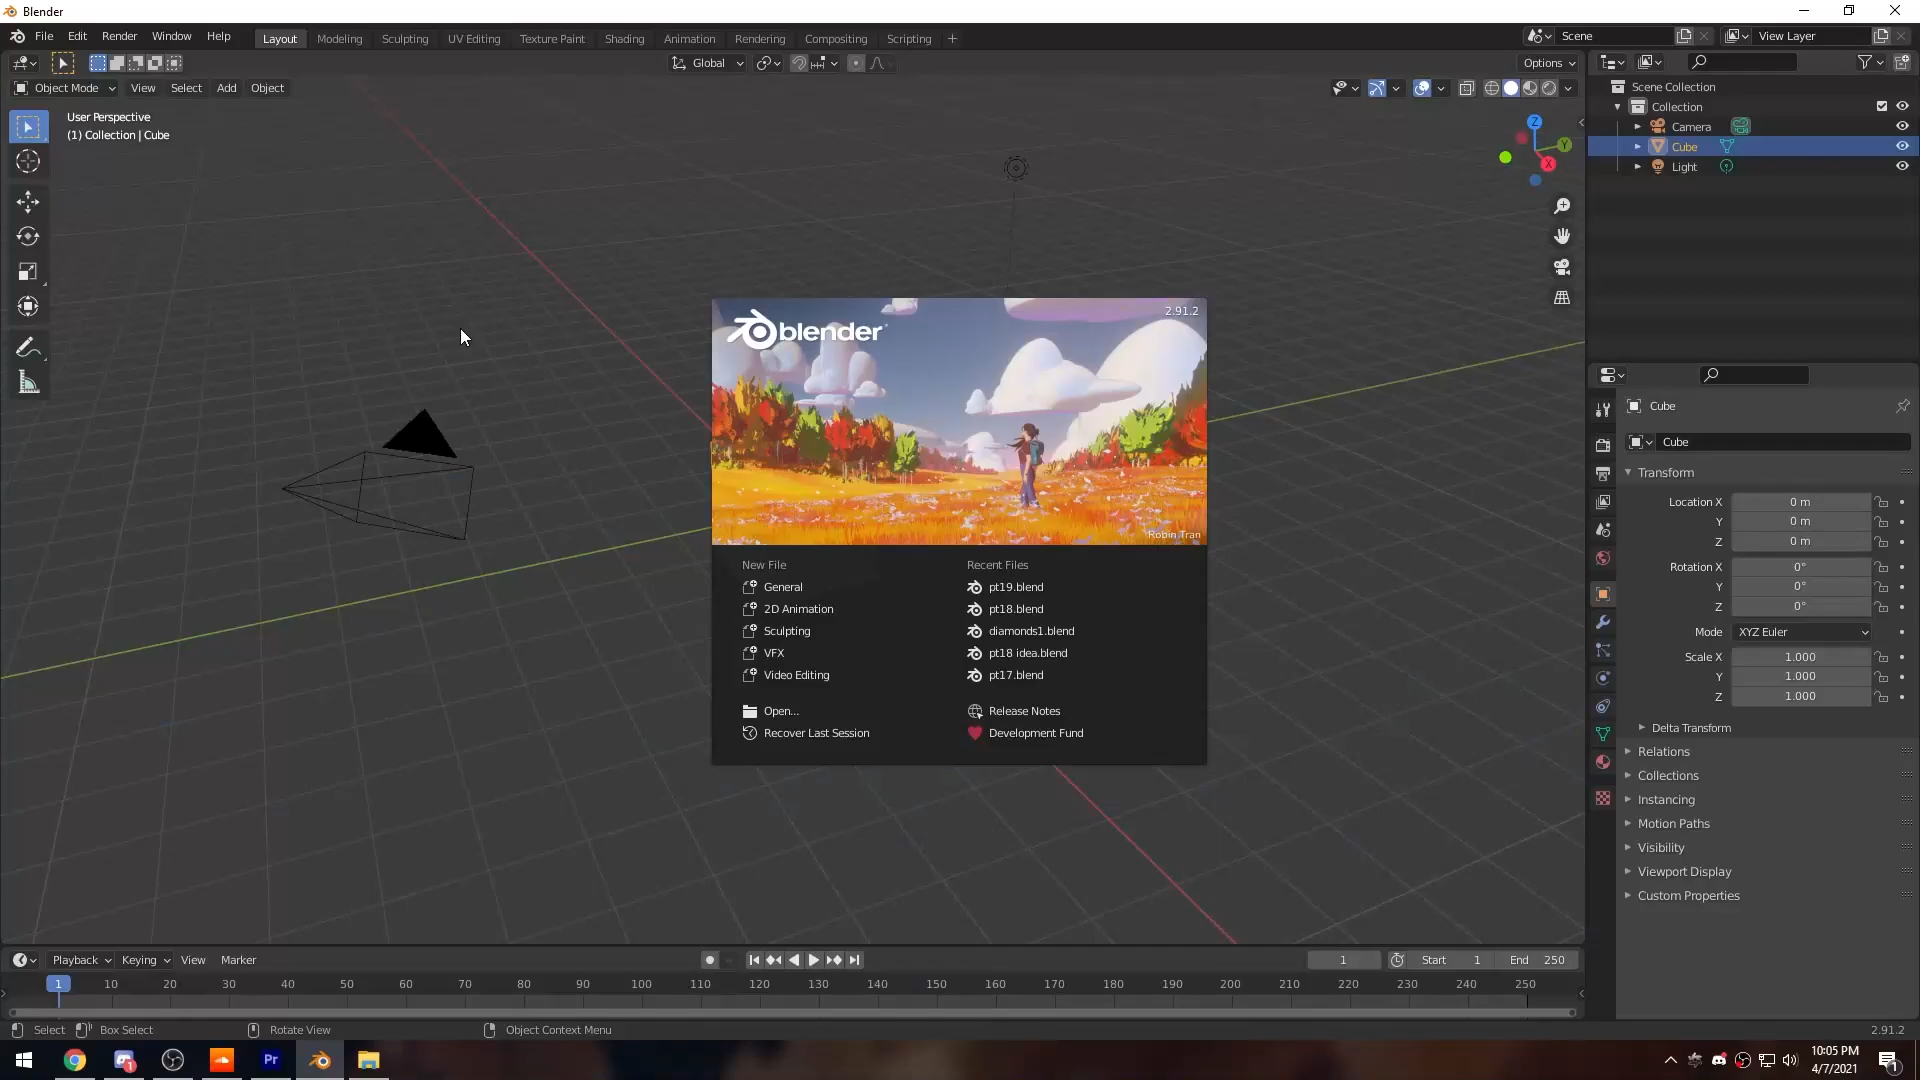 Blender
File Edit Render Window Help
Layout Modeling Sculpting UV Editing Texture Paint Shading Animation Rendering Compositing Scripting
Scene
View Layer
Global
Options
Object Mode View Select Add Object
User Perspective
(1) Collection | Cube
Z
Y
X
Scene Collection
Collection
Camera
Cube
Light
blender
2.91.2
Robin Tran
New File
General
2D Animation
Sculpting
VFX
Video Editing
Open...
Recover Last Session
Recent Files
pt19.blend
pt18.blend
diamonds1.blend
pt18 idea.blend
pt17.blend
Release Notes
Development Fund
Cube
Cube
Transform
Location X 0 m
Y 0 m
Z 0 m
Rotation X 0°
Y 0°
Z 0°
Mode XYZ Euler
Scale X 1.000
Y 1.000
Z 1.000
Delta Transform
Relations
Collections
Instancing
Motion Paths
Visibility
Viewport Display
Custom Properties
Playback Keying View Marker
1 Start 1 End 250
1 10 20 30 40 50 60 70 80 90 100 110 120 130 140 150 160 170 180 190 200 210 220 230 240 250
Select Box Select Rotate View Object Context Menu 2.91.2
1
Pr
10:05 PM
4/7/2021
1